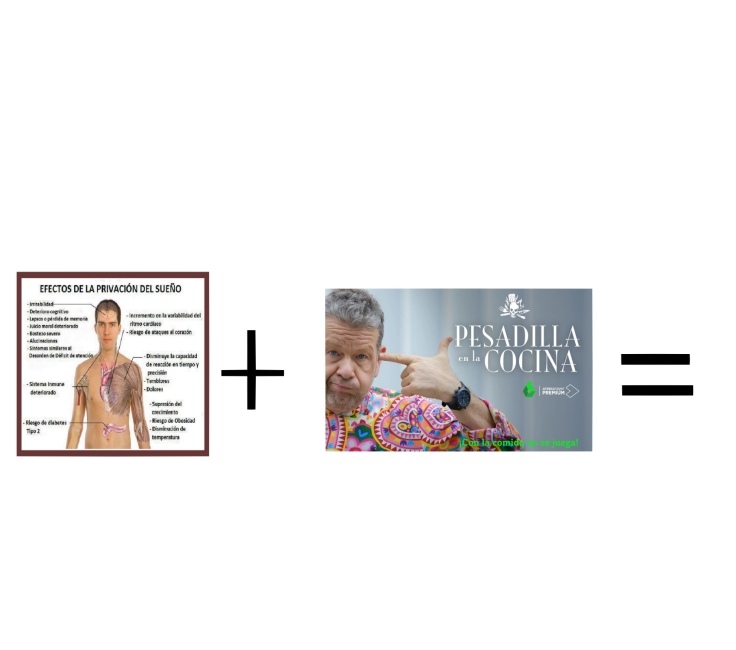 EFECTOS DE LA PRIVACIÓN DEL SUEÑO
- Irritabilidad
- Deterioro cognitivo
- Lapsos o pérdida de memoria
- Juicio moral deteriorado
- Bostezo severo
- Alucinaciones
- Síntomas similares al
Desorden de Déficit de atención
- Sistema inmune
deteriorado
- Riesgo de diabetes
Tipo 2
- Incremento en la variabilidad del
ritmo cardíaco
- Riesgo de ataques al corazón
- Disminuye la capacidad
de reacción en tiempo y
precisión
- Temblores
- Dolores
- Supresión del
crecimiento
- Riesgo de Obesidad
- Disminución de
temperatura
+
PESADILLA
en la COCINA
PREMIUM
¡Con la comida no se juega!
=